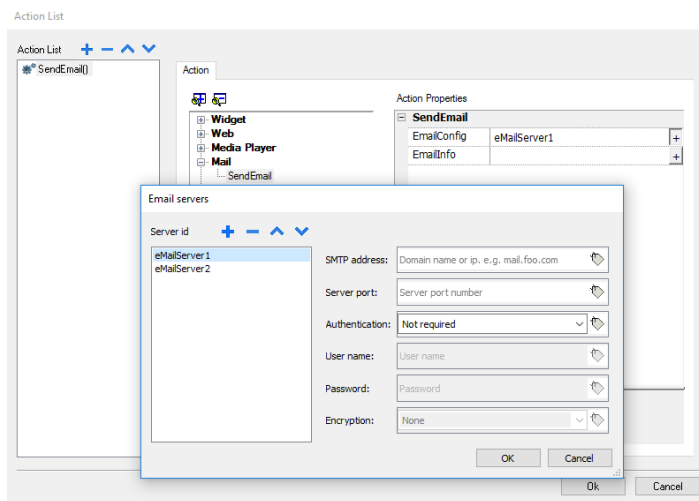 Action List
Action List
SendEmail()
Action
Action Properties
Widget
Web
Media Player
Mail
SendEmail
SendEmail
EmailConfig eMailServer1 +
EmailInfo +
Email servers
Server id
eMailServer1
eMailServer2
SMTP address: Domain name or ip. e.g. mail.foo.com
Server port: Server port number
Authentication: Not required
User name: User name
Password: Password
Encryption: None
OK Cancel
Ok Cancel